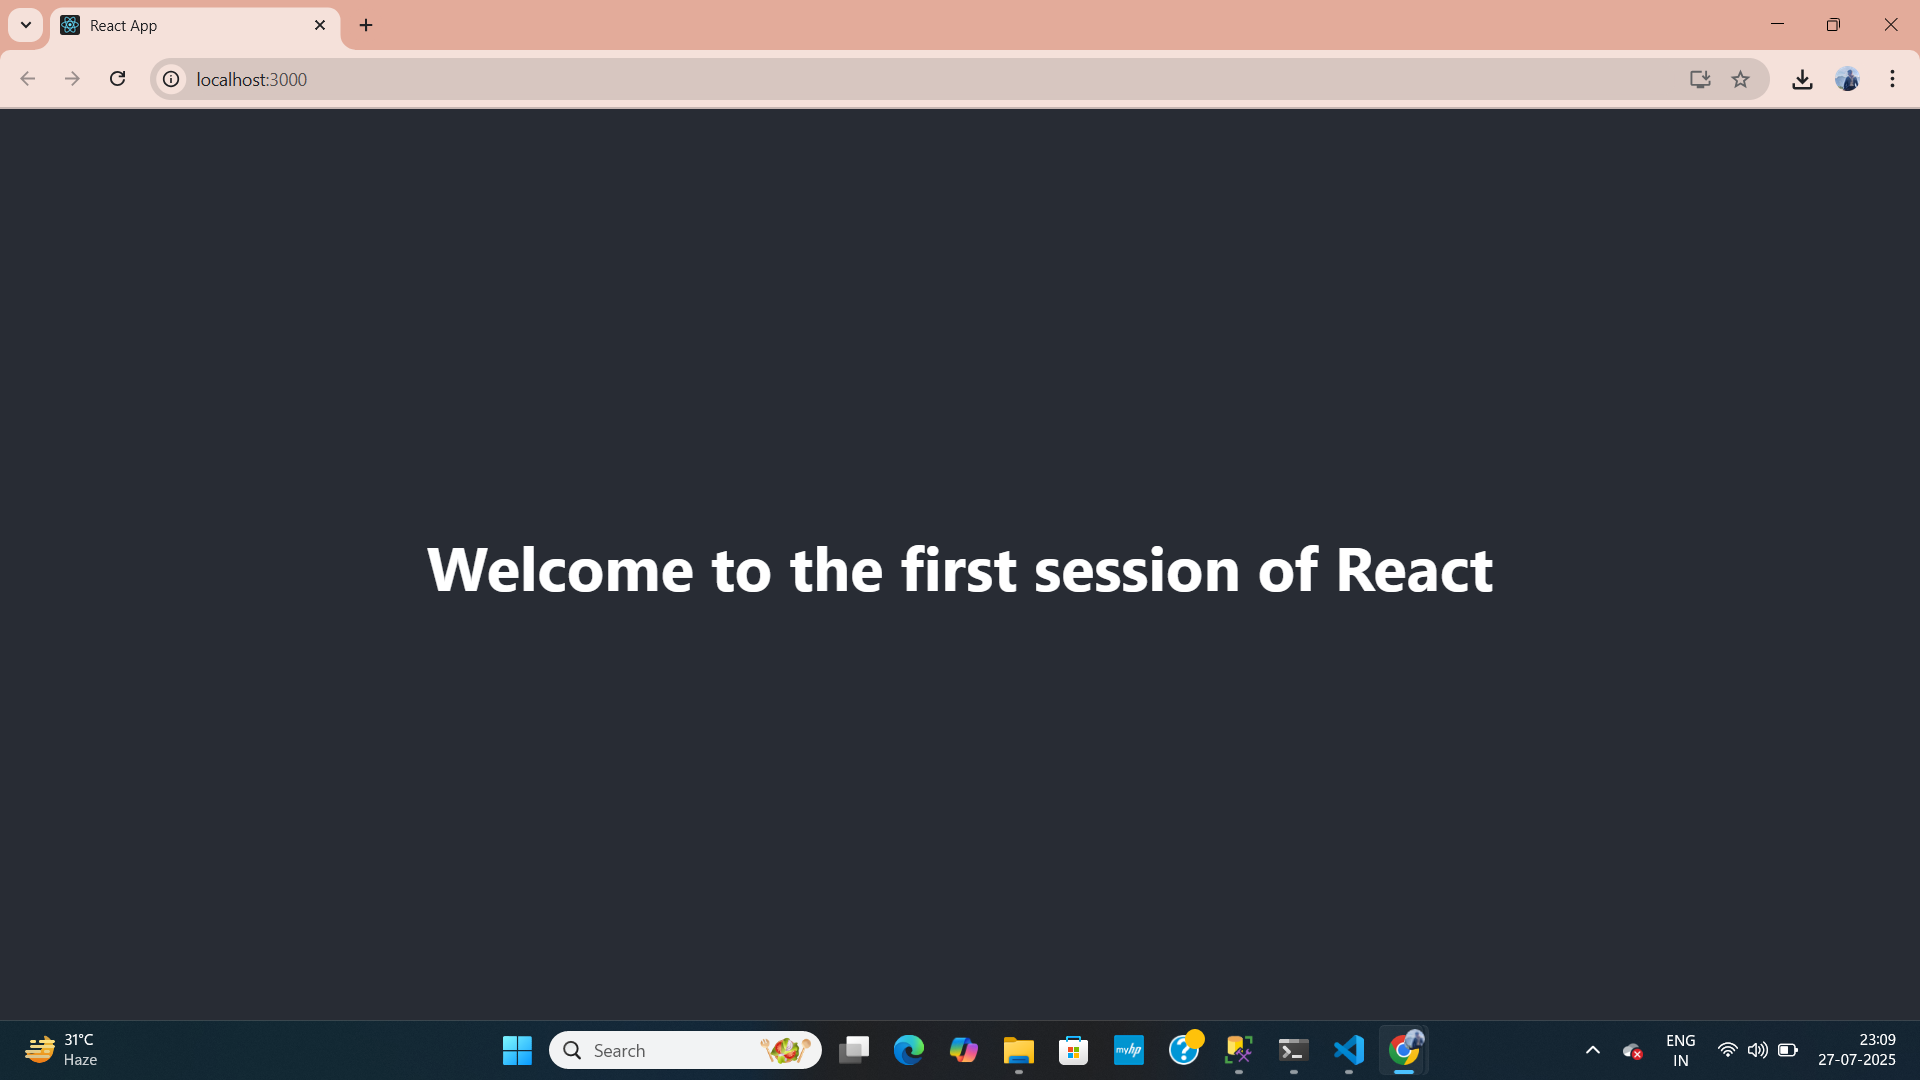 React App
localhost:3000
Welcome to the first session of React
31°C
Haze
Search
myhp
ENG
IN
23:09
27-07-2025